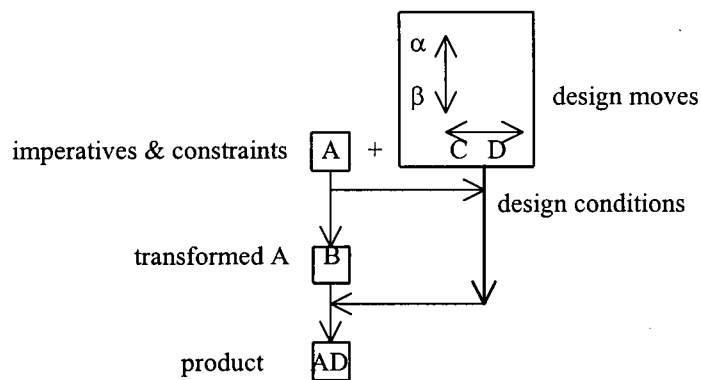 α
β
design moves
imperatives & constraints A + C D
design conditions
transformed A B
product AD